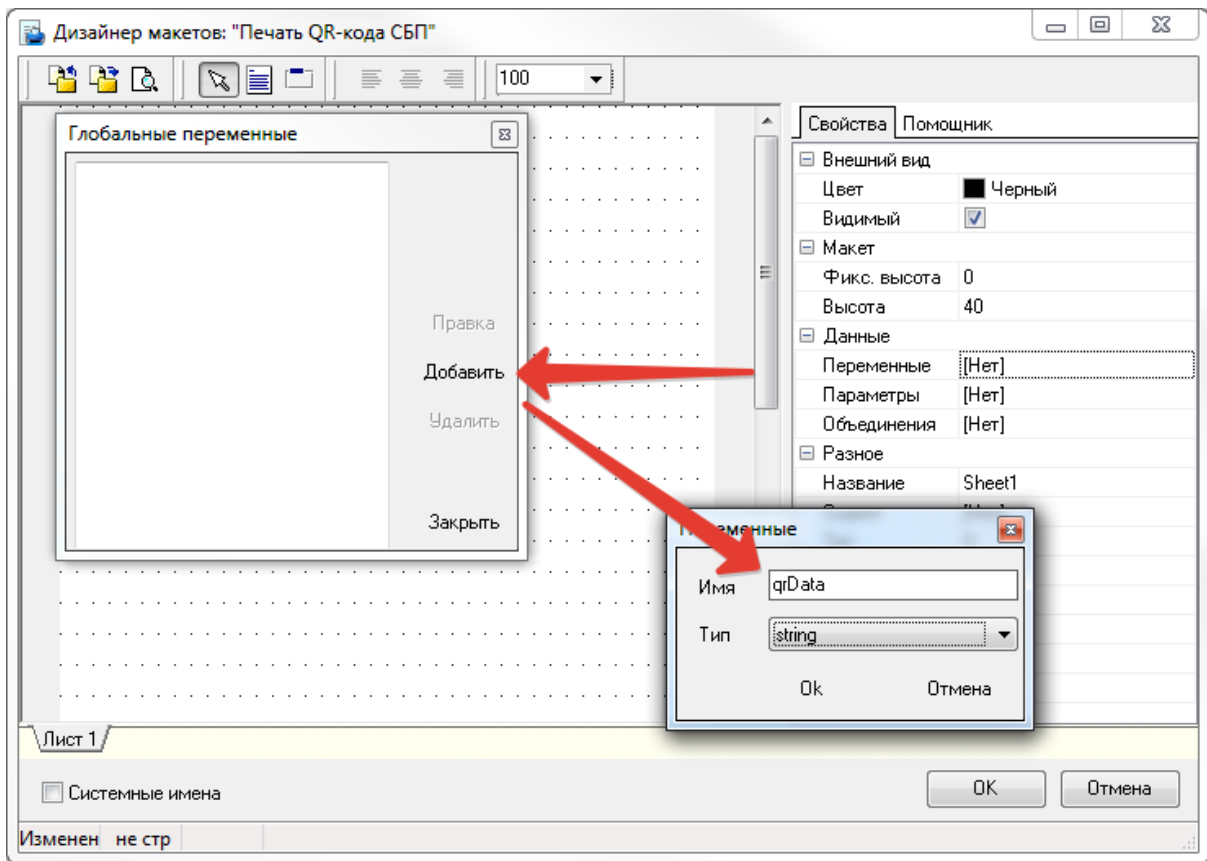 Дизайнер макетов: "Печать QR-кода СБП"
100
Глобальные переменные
Правка
Добавить
Удалить
Закрыть
Свойства Помощник
Внешний вид
Цвет Черный
Видимый
Макет
Фикс. высота 0
Высота 40
Данные
Переменные [Нет]
Параметры [Нет]
Объединения [Нет]
Разное
Название Sheet1
Имя qrData
Тип string
Ok Отмена
Лист 1
Системные имена
OK Отмена
Изменен не стр